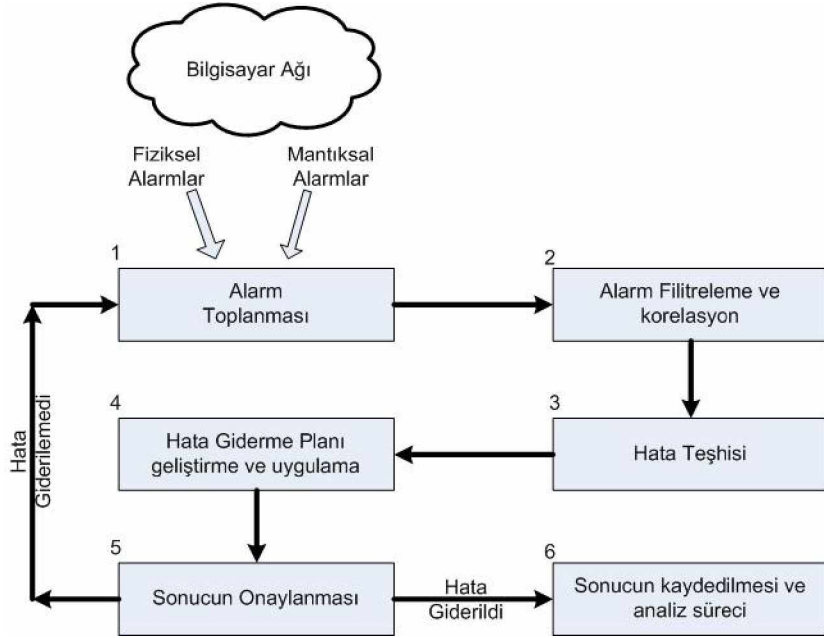 Bilgisayar Ağı
Fiziksel
Alarmlar
Mantıksal
Alarmlar
1
Alarm
Toplanması
2
Alarm Filitreleme ve
korelasyon
3
Hata Teşhisi
4
Hata Giderme Planı
geliştirme ve uygulama
Hata
Giderilemedi
5
Sonucun Onaylanması
Hata
Giderildi
6
Sonucun kaydedilmesi ve
analiz süreci